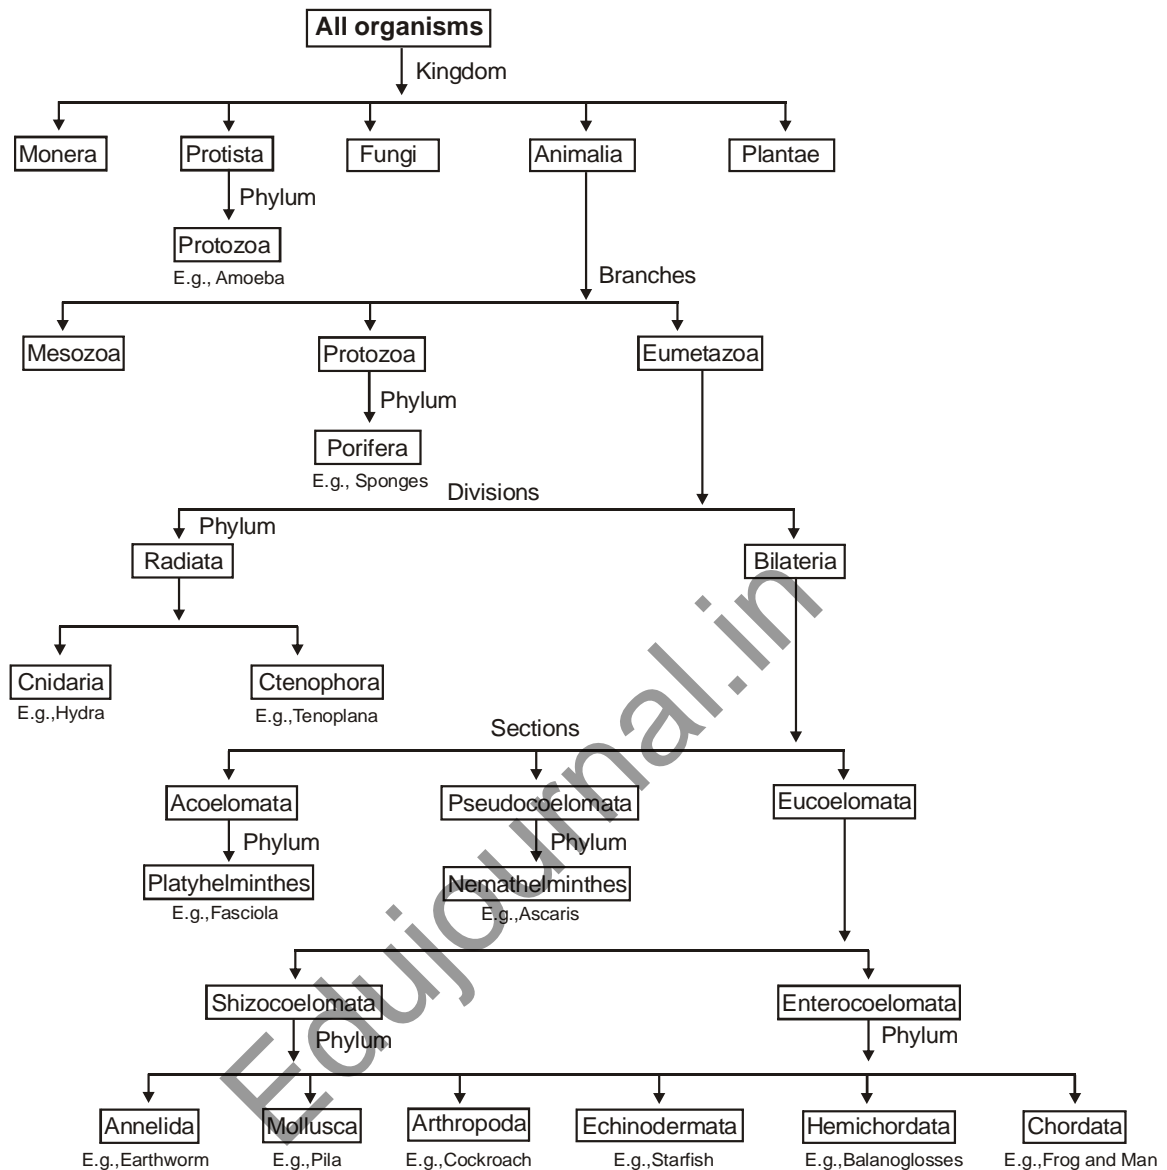 All organisms
Kingdom
Monera
Protista
Fungi
Animalia
Plantae
Phylum
Protozoa
E.g., Amoeba
Branches
Mesozoa
Protozoa
Eumetazoa
Phylum
Porifera
E.g., Sponges
Divisions
Phylum
Radiata
Bilateria
Cnidaria
E.g.,Hydra
Ctenophora
E.g.,Tenoplana
Sections
Acoelomata
Pseudocoelomata
Eucoelomata
Phylum
Phylum
Platyhelminthes
E.g.,Fasciola
Nemathelminthes
E.g.,Ascaris
Shizocoelomata
Enterocoelomata
Phylum
Phylum
Annelida
Mollusca
Arthropoda
Echinodermata
Hemichordata
Chordata
E.g.,Earthworm
E.g.,Pila
E.g.,Cockroach
E.g.,Starfish
E.g.,Balanoglosses
E.g.,Frog and Man
Edujournal.in